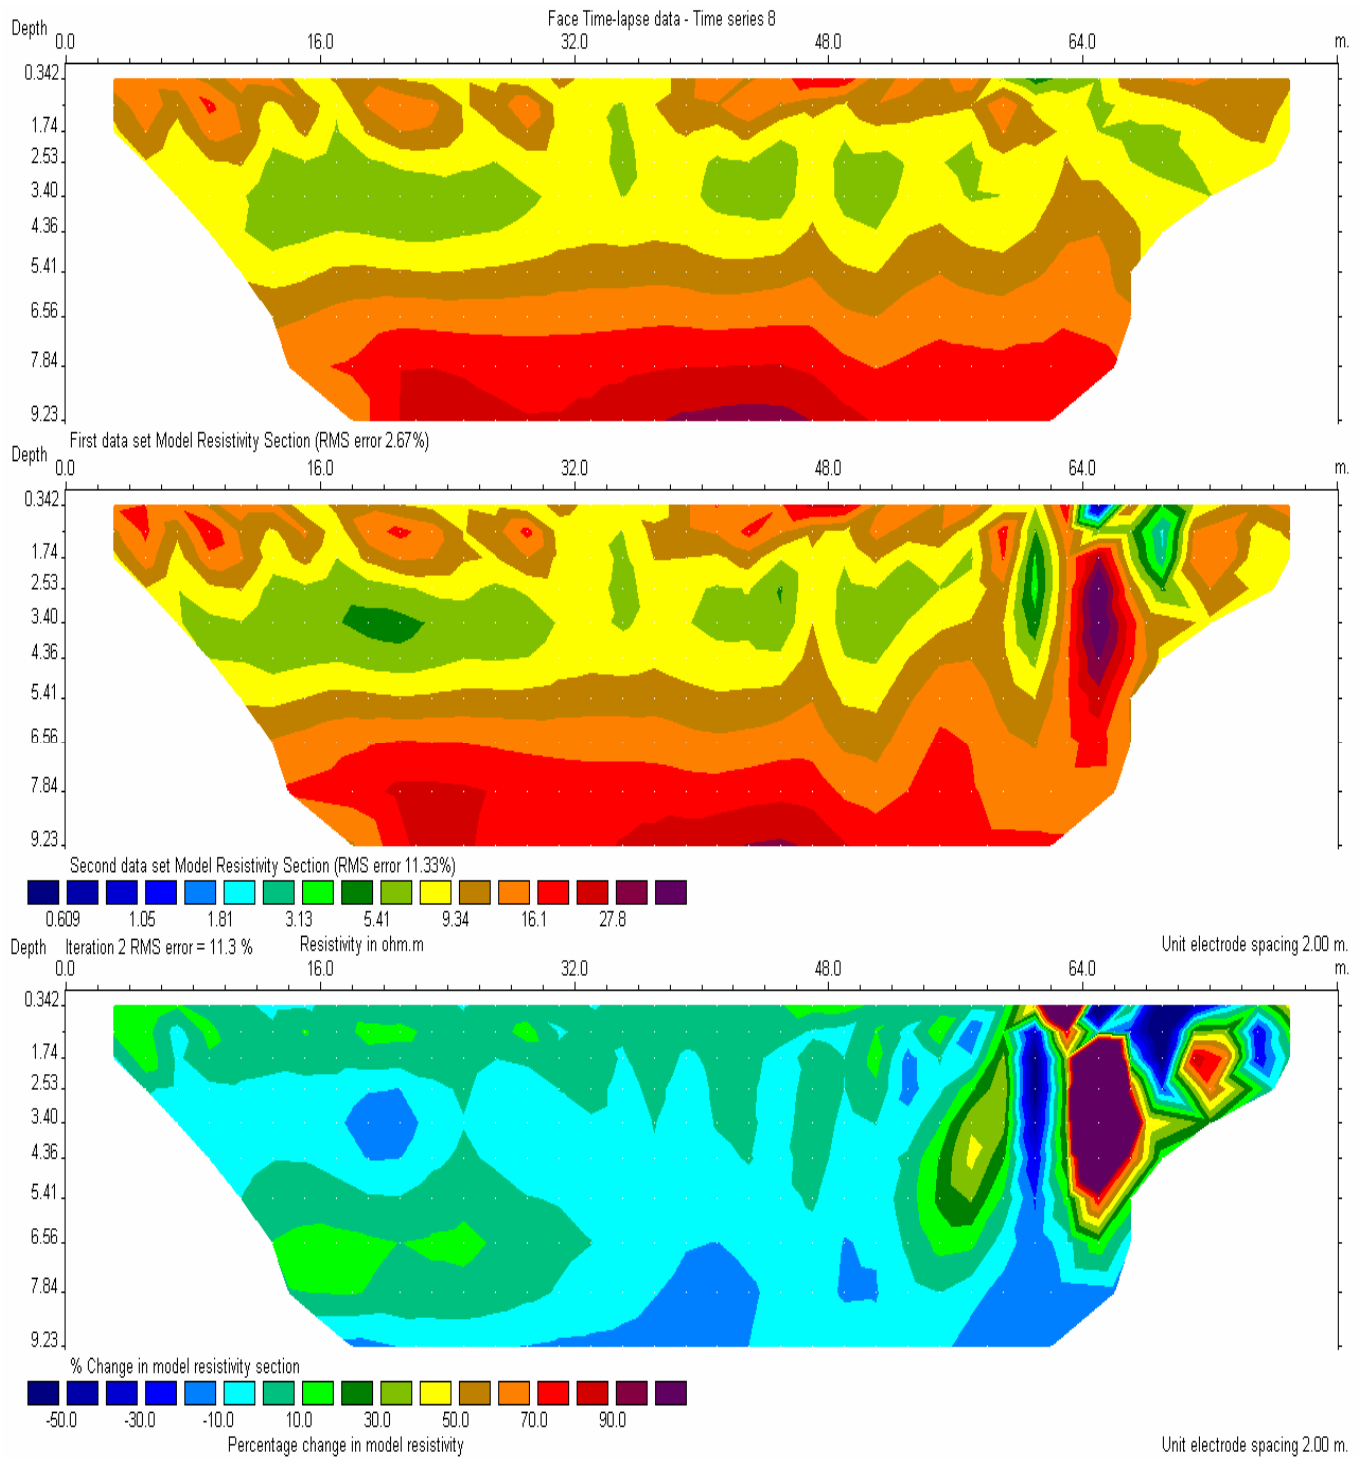 Face Time-lapse data - Time series 8
Depth
0.0 16.0 32.0 48.0 64.0 m.
0.342
1.74
2.53
3.40
4.36
5.41
6.56
7.84
9.23
First data set Model Resistivity Section (RMS error 2.67%)
Depth
0.0 16.0 32.0 48.0 64.0 m.
0.342
1.74
2.53
3.40
4.36
5.41
6.56
7.84
9.23
Second data set Model Resistivity Section (RMS error 11.33%)
0.609 1.05 1.81 3.13 5.41 9.34 16.1 27.8
Depth Iteration 2 RMS error = 11.3 % Resistivity in ohm.m Unit electrode spacing 2.00 m.
0.0 16.0 32.0 48.0 64.0 m.
0.342
1.74
2.53
3.40
4.36
5.41
6.56
7.84
9.23
% Change in model resistivity section
-50.0 -30.0 -10.0 10.0 30.0 50.0 70.0 90.0
Percentage change in model resistivity Unit electrode spacing 2.00 m.